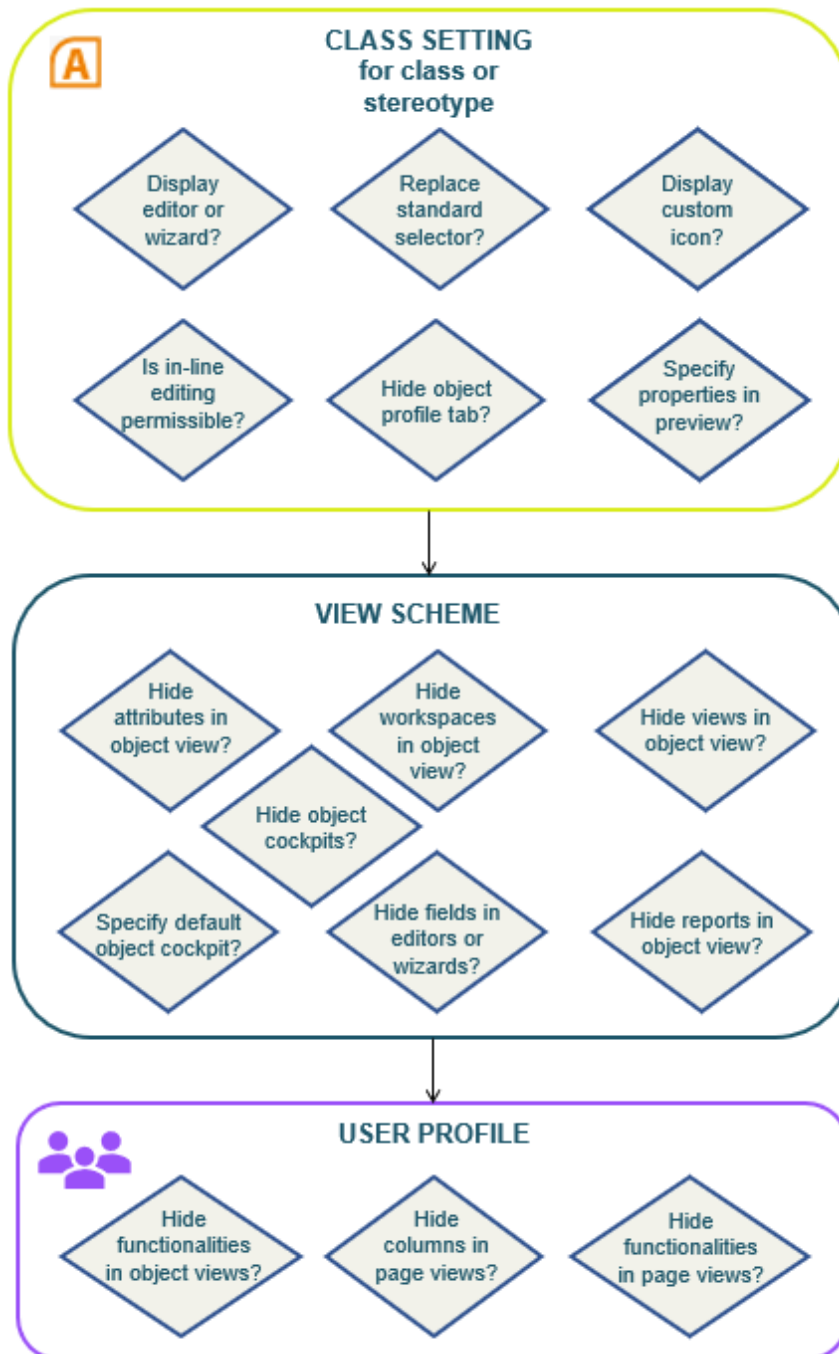 A
CLASS SETTING
for class or
stereotype
Display
editor or
wizard?
Replace
standard
selector?
Display
custom
icon?
Is in-line
editing
permissible?
Hide object
profile tab?
Specify
properties in
preview?
VIEW SCHEME
Hide
attributes in
object view?
Hide
workspaces
in object
view?
Hide views in
object view?
Hide object
cockpits?
Specify default
object cockpit?
Hide fields in
editors or
wizards?
Hide reports in
object view?
USER PROFILE
Hide
functionalities
in object views?
Hide
columns in
page views?
Hide
functionalities
in page views?